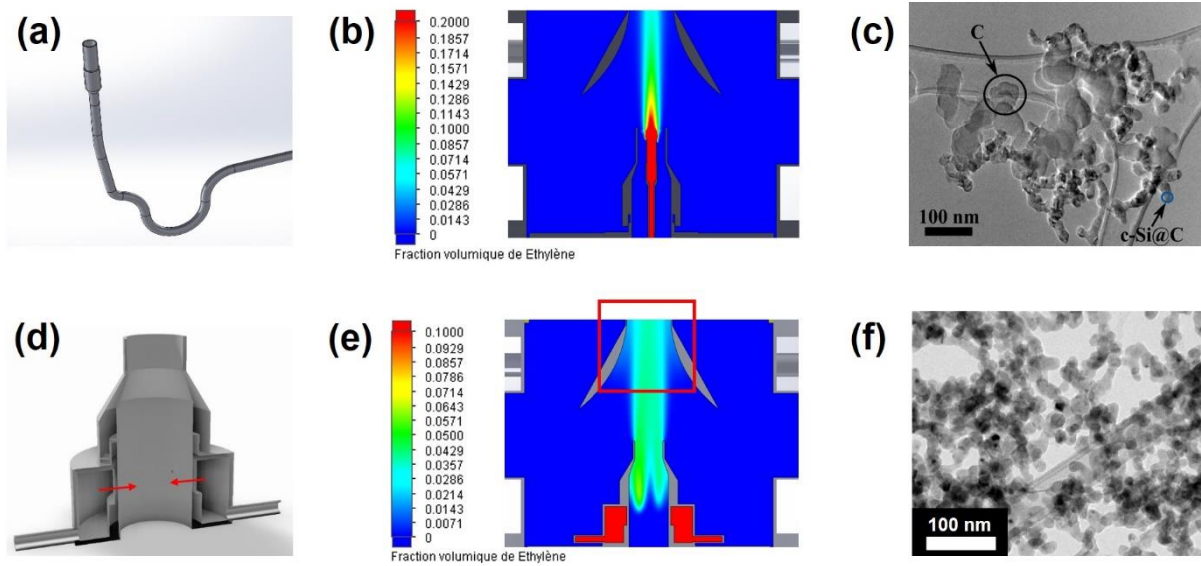 (a)
(b)
0.2000
0.1857
0.1714
0.1571
0.1429
0.1286
0.1143
0.1000
0.0857
0.0714
0.0571
0.0429
0.0286
0.0143
0
Fraction volumique de Ethylène
(c)
C
100 nm
c-Si@C
(d)
(e)
0.1000
0.0929
0.0857
0.0786
0.0714
0.0643
0.0571
0.0500
0.0429
0.0357
0.0286
0.0214
0.0143
0.0071
0
Fraction volumique de Ethylène
(f)
100 nm